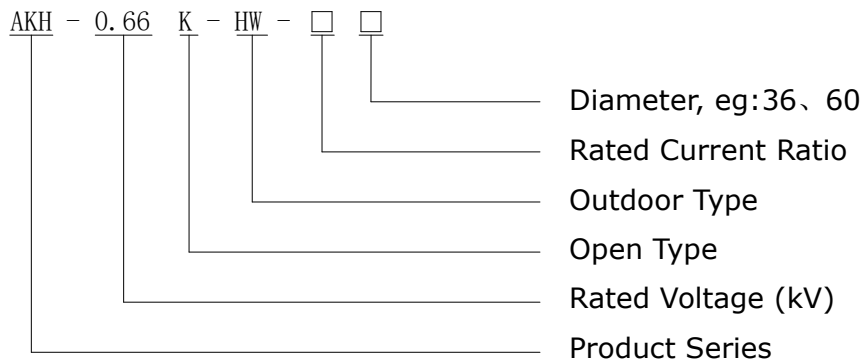 AKH - 0.66 K - HW - □ □
Diameter, eg:36、60
Rated Current Ratio
Outdoor Type
Open Type
Rated Voltage (kV)
Product Series